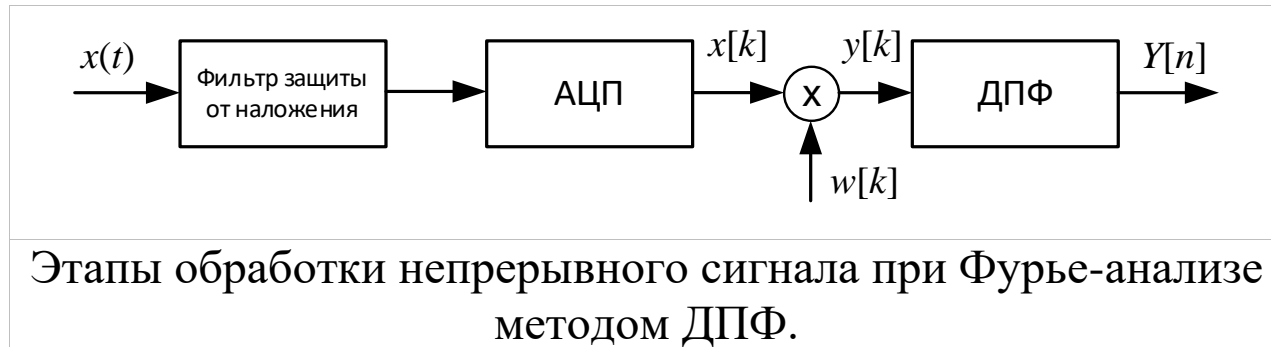 x(t)
Фильтр защиты
от наложения
АЦП
x[k]
x
y[k]
ДПФ
Y[n]
w[k]
Этапы обработки непрерывного сигнала при Фурье-анализе
методом ДПФ.